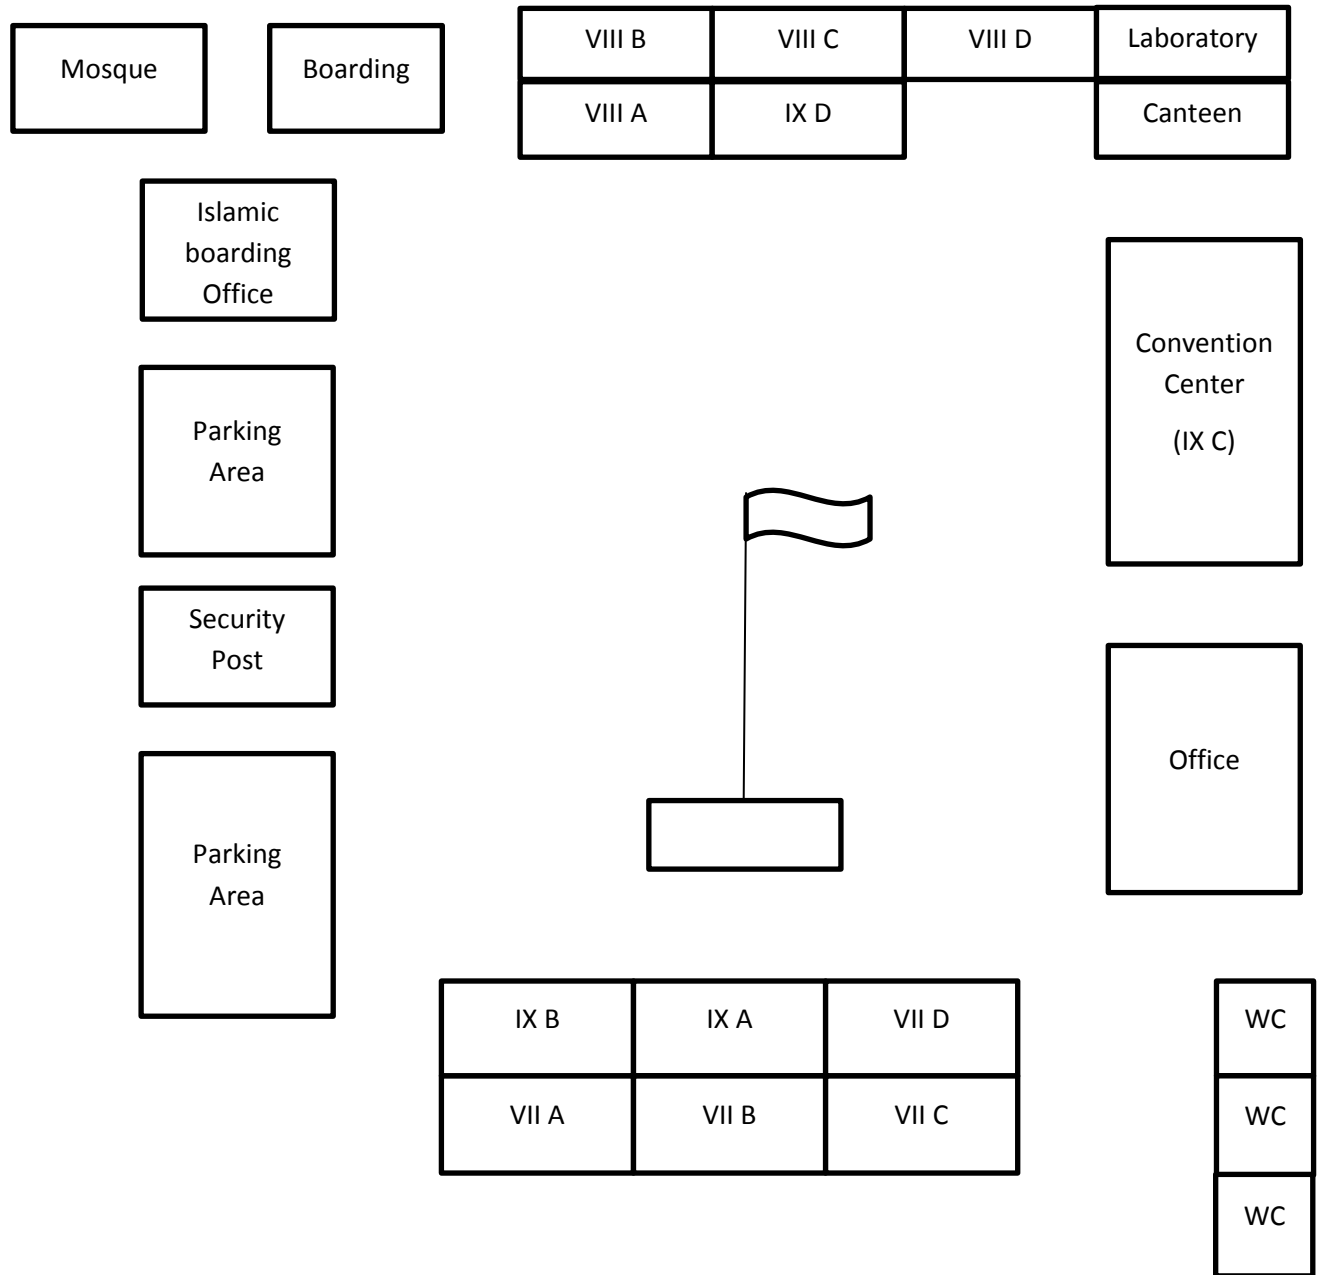 Mosque
Boarding
VIII B
VIII C
VIII D
Laboratory
VIII A
IX D
Canteen
Islamic
boarding
Office
Convention
Center
(IX C)
Parking
Area
Security
Post
Office
Parking
Area
IX B
IX A
VII D
WC
VII A
VII B
VII C
WC
WC